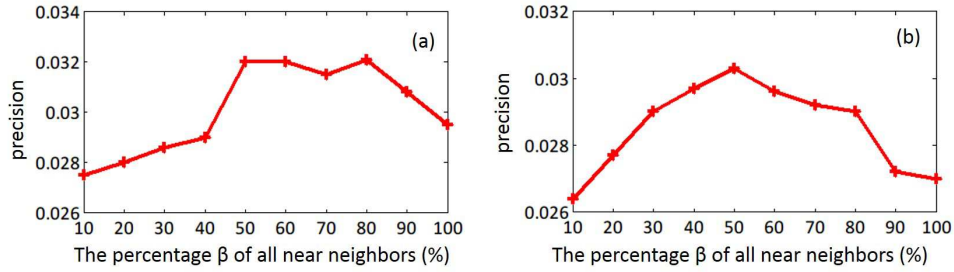 0.034
0.032
0.03
0.028
0.026
precision
(a)
10 20 30 40 50 60 70 80 90 100
The percentage β of all near neighbors (%)
0.032
0.03
0.028
0.026
precision
(b)
10 20 30 40 50 60 70 80 90 100
The percentage β of all near neighbors (%)